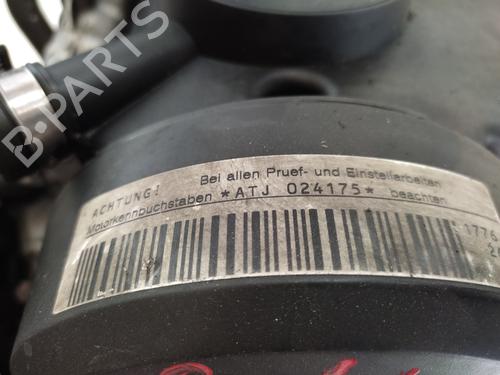 B-PARTS
ACHTUNG! Bei allen Pruef- und Einstellarbeiten
Motorkennbuchstaben *ATJ 024175* beachten